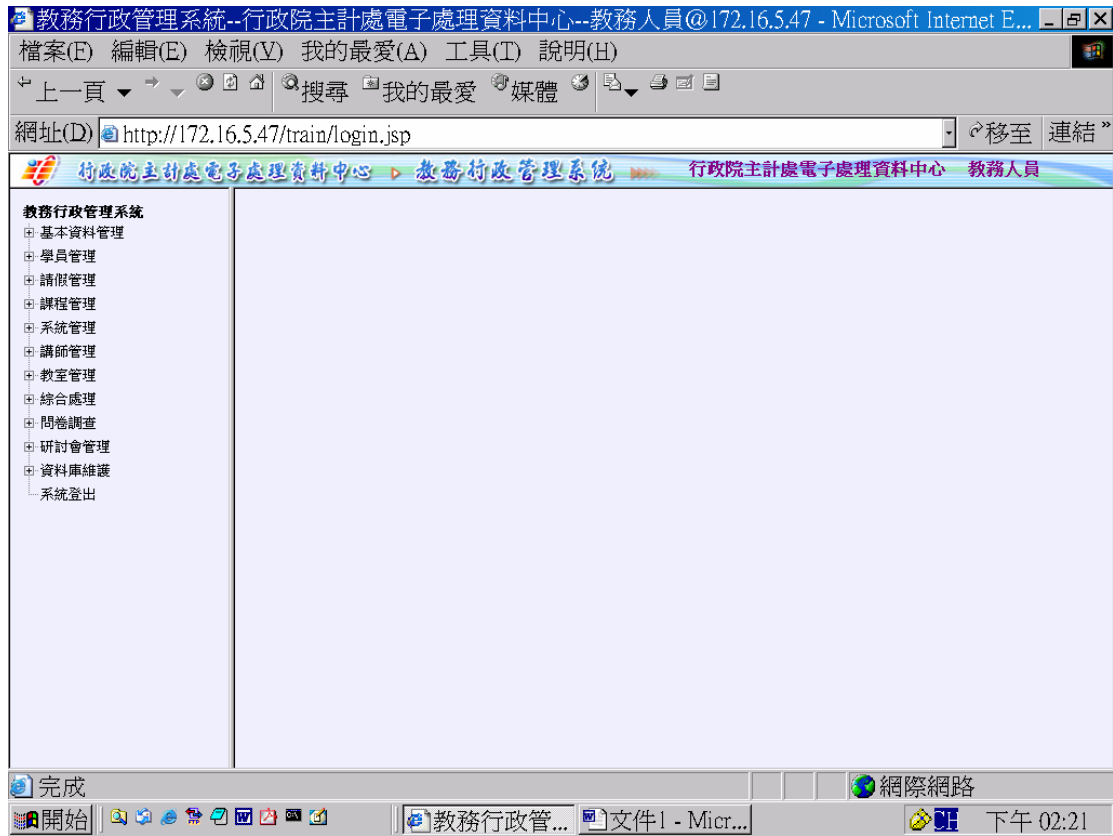 教務行政管理系統--行政院主計處電子處理資料中心--教務人員@172.16.5.47 - Microsoft Internet E...
檔案(F) 編輯(E) 檢視(V) 我的最愛(A) 工具(T) 說明(H)
上一頁 搜尋 我的最愛 媒體
網址(D) http://172.16.5.47/train/login.jsp 移至 連結 »
行政院主計處電子處理資料中心 教務行政管理系統 行政院主計處電子處理資料中心 教務人員
教務行政管理系統
基本資料管理
學員管理
請假管理
課程管理
系統管理
講師管理
教室管理
綜合處理
問卷調查
研討會管理
資料庫維護
系統登出
完成 網際網路
開始 教務行政管... 文件1 - Micr... CH 下午 02:21